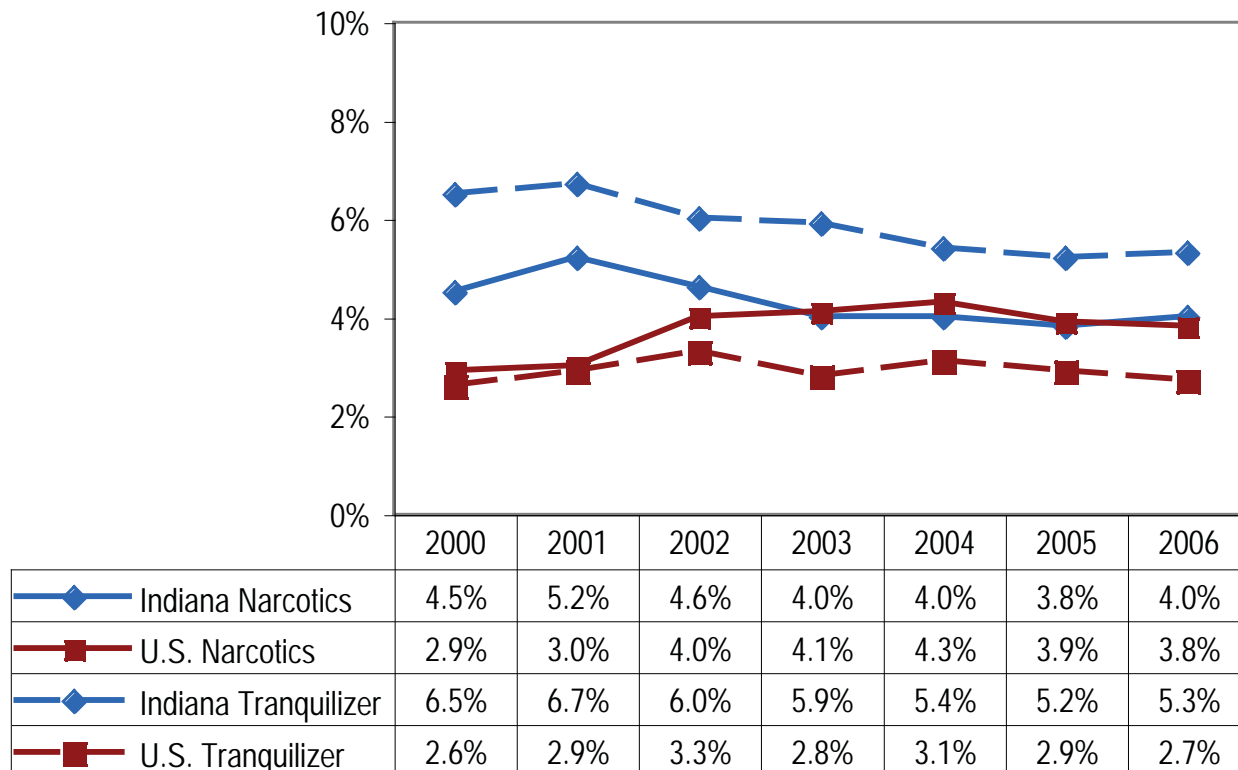 10%
8%
6%
4%
2%
0%
2000 2001 2002 2003 2004 2005 2006
Indiana Narcotics 4.5% 5.2% 4.6% 4.0% 4.0% 3.8% 4.0%
U.S. Narcotics 2.9% 3.0% 4.0% 4.1% 4.3% 3.9% 3.8%
Indiana Tranquilizer 6.5% 6.7% 6.0% 5.9% 5.4% 5.2% 5.3%
U.S. Tranquilizer 2.6% 2.9% 3.3% 2.8% 3.1% 2.9% 2.7%